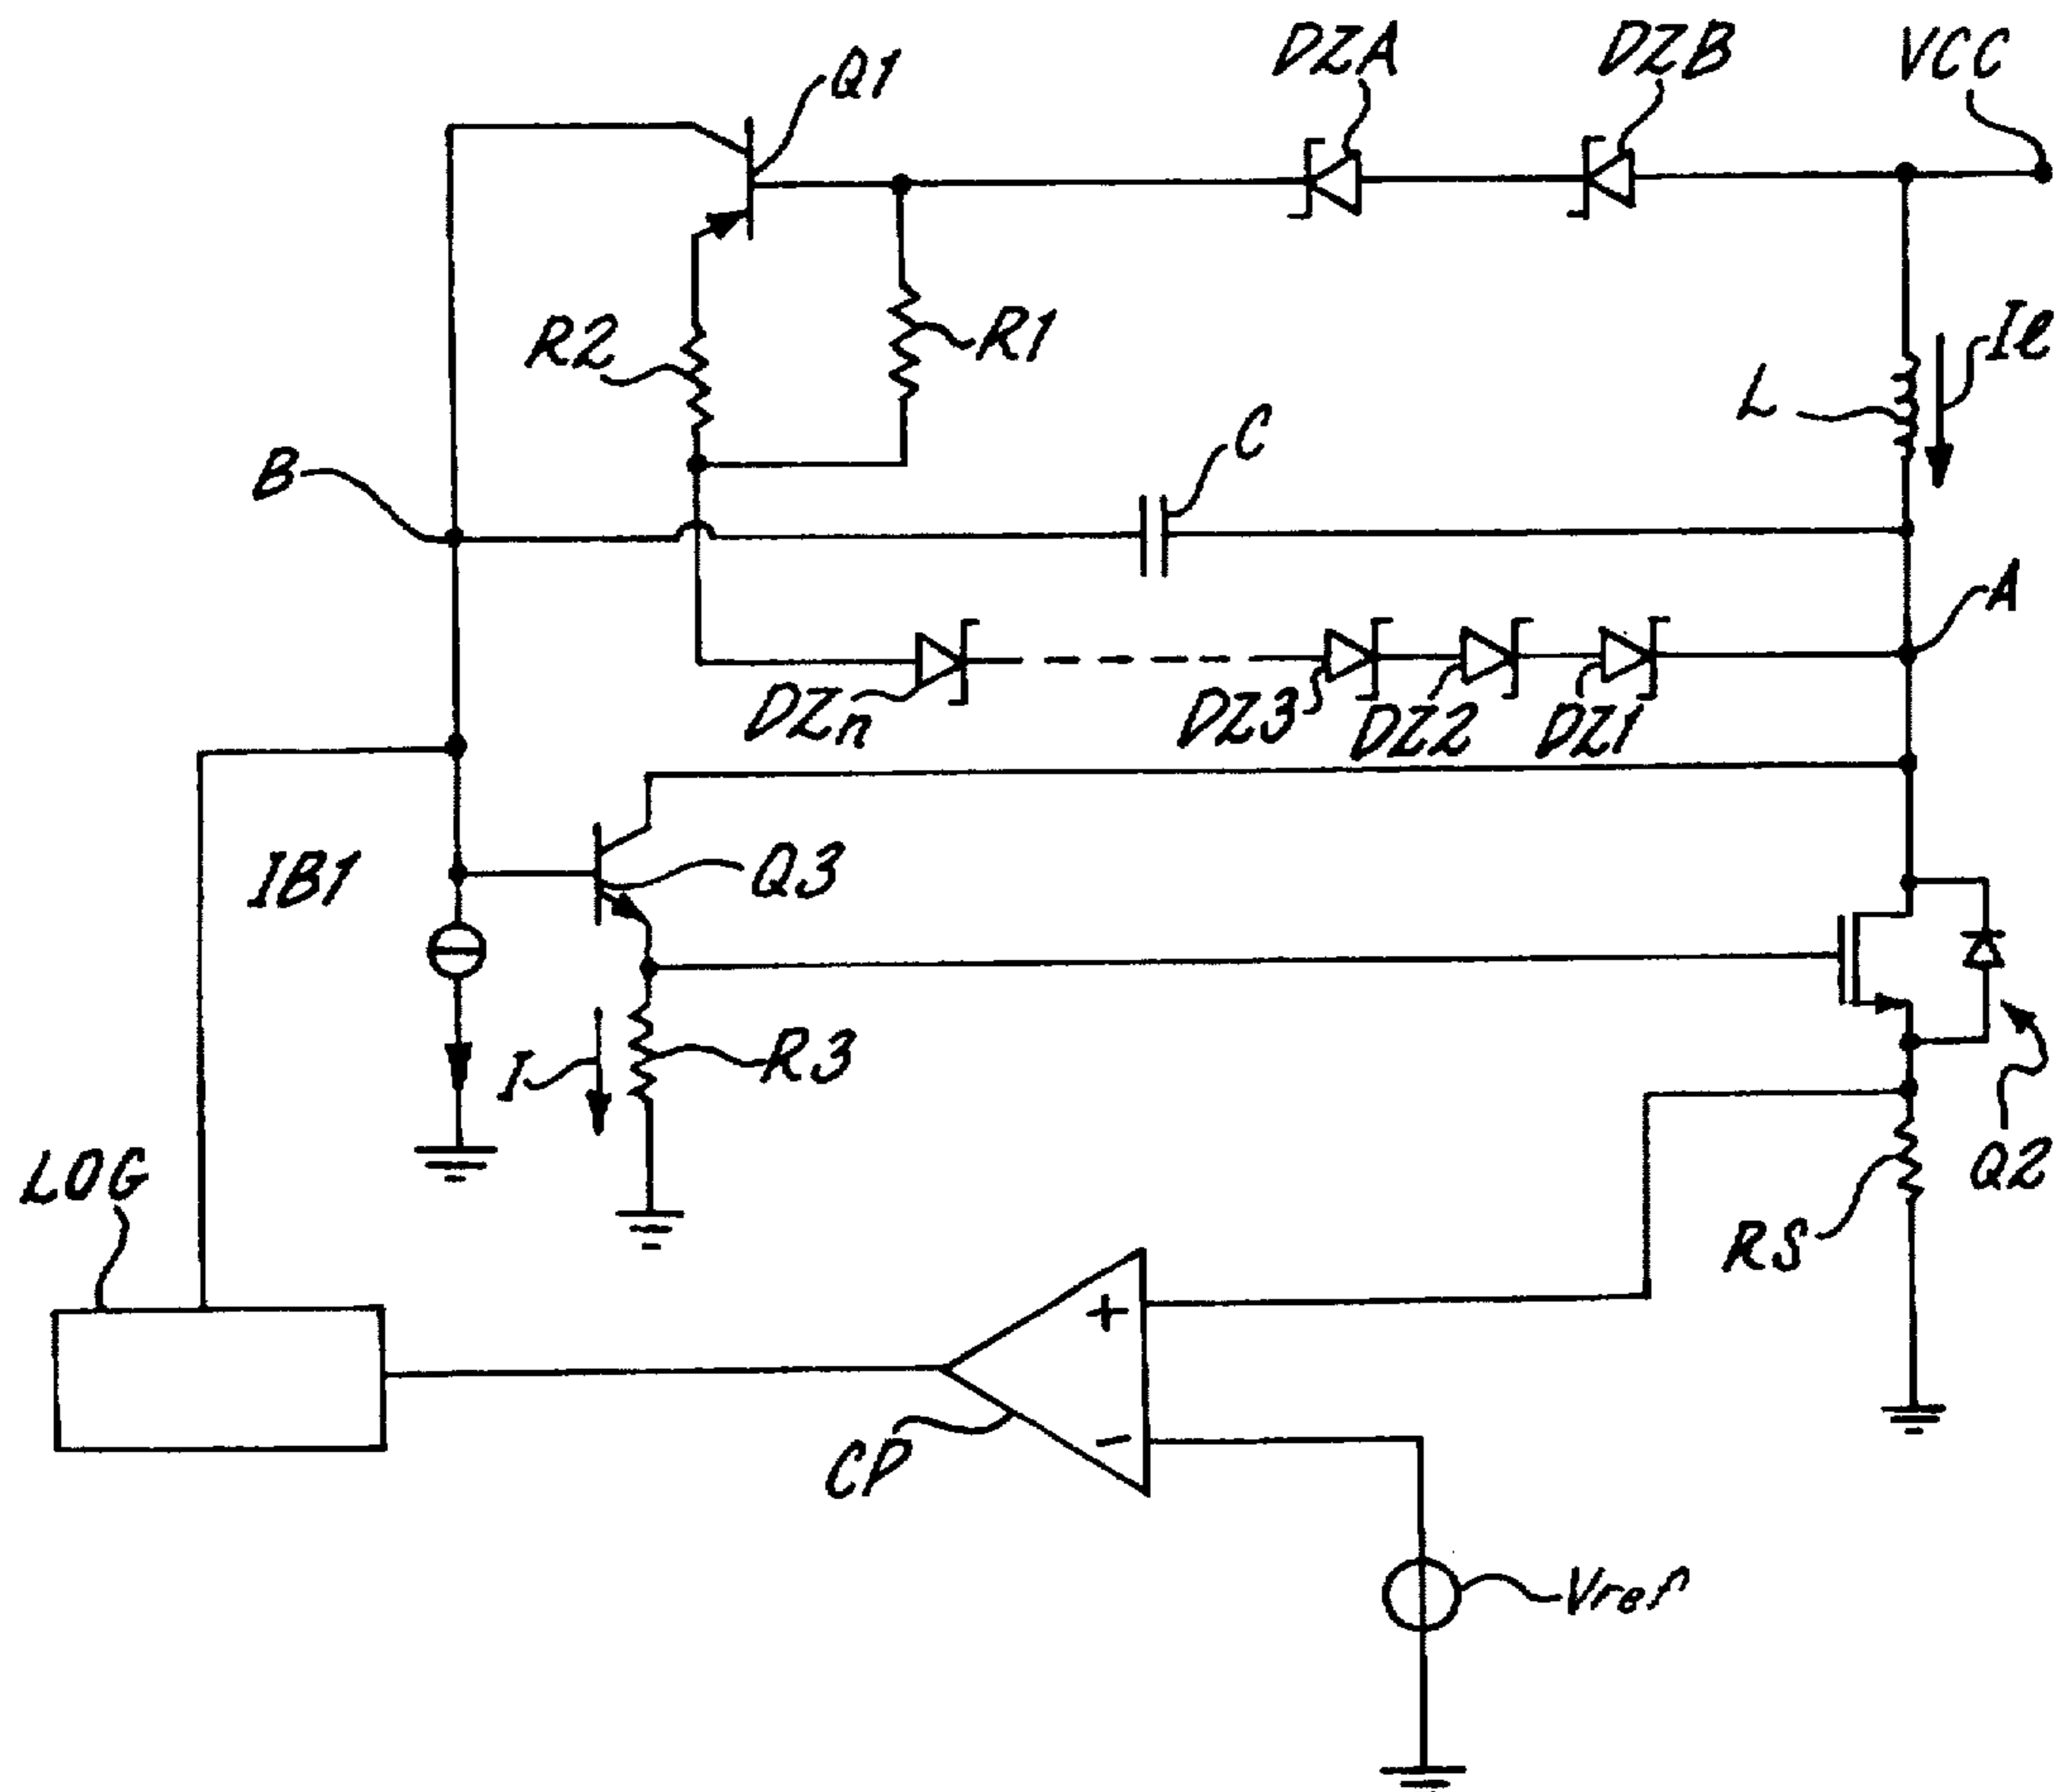 Q1
DZA
DZB
VCC
R2
R1
L
Il
B
C
A
DZn
DZ3
DZ2
DZ1
IB1
Q3
I
R3
Q2
LOG
RS
+
-
CP
Vref